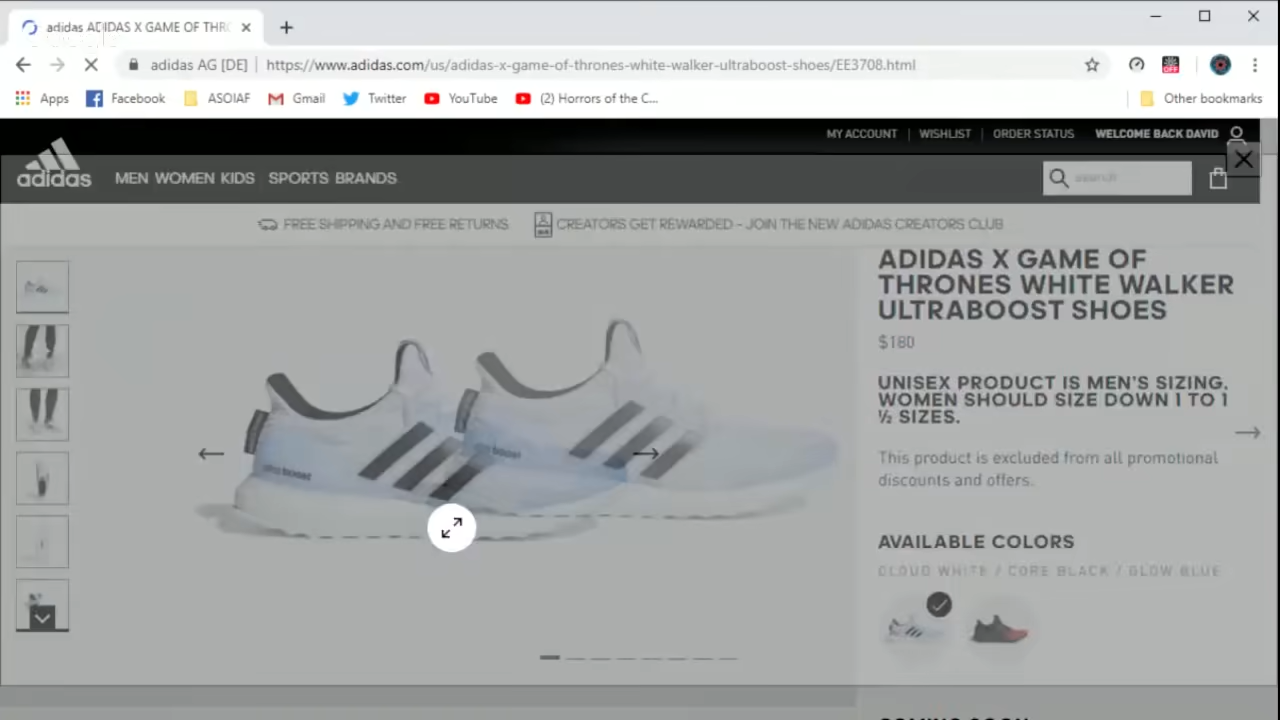 adidas ADIDAS X GAME OF THR
adidas AG [DE] https://www.adidas.com/us/adidas-x-game-of-thrones-white-walker-ultraboost-shoes/EE3708.html
OFF
Apps Facebook ASOIAF Gmail Twitter YouTube (2) Horrors of the C... Other bookmarks
MY ACCOUNT | WISHLIST | ORDER STATUS WELCOME BACK DAVID
adidas MEN WOMEN KIDS SPORTS BRANDS search
FREE SHIPPING AND FREE RETURNS CREATORS GET REWARDED - JOIN THE NEW ADIDAS CREATORS CLUB
ADIDAS X GAME OF
THRONES WHITE WALKER
ULTRABOOST SHOES
$180
UNISEX PRODUCT IS MEN'S SIZING.
WOMEN SHOULD SIZE DOWN 1 TO 1
½ SIZES.
This product is excluded from all promotional
discounts and offers.
AVAILABLE COLORS
CLOUD WHITE / CORE BLACK / GLOW BLUE
COMING SOON